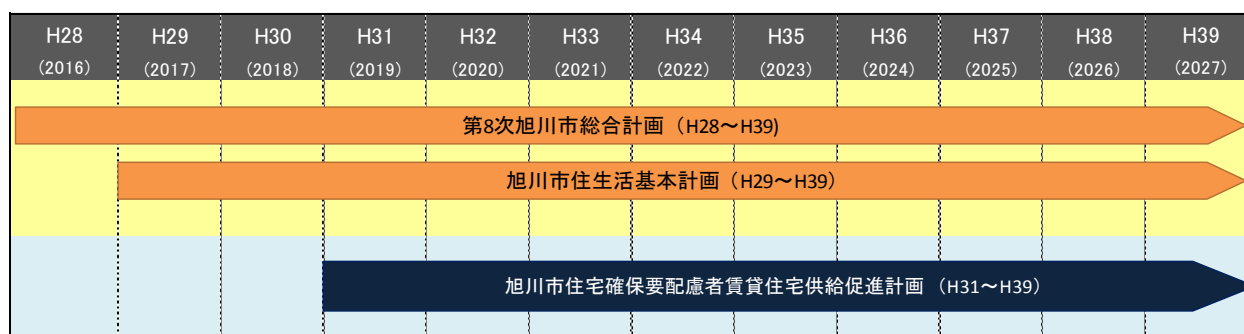 H28 H29 H30 H31 H32 H33 H34 H35 H36 H37 H38 H39
(2016) (2017) (2018) (2019) (2020) (2021) (2022) (2023) (2024) (2025) (2026) (2027)
第8次旭川市総合計画（H28～H39)
旭川市住生活基本計画（H29～H39）
旭川市住宅確保要配慮者賃貸住宅供給促進計画（H31～H39）